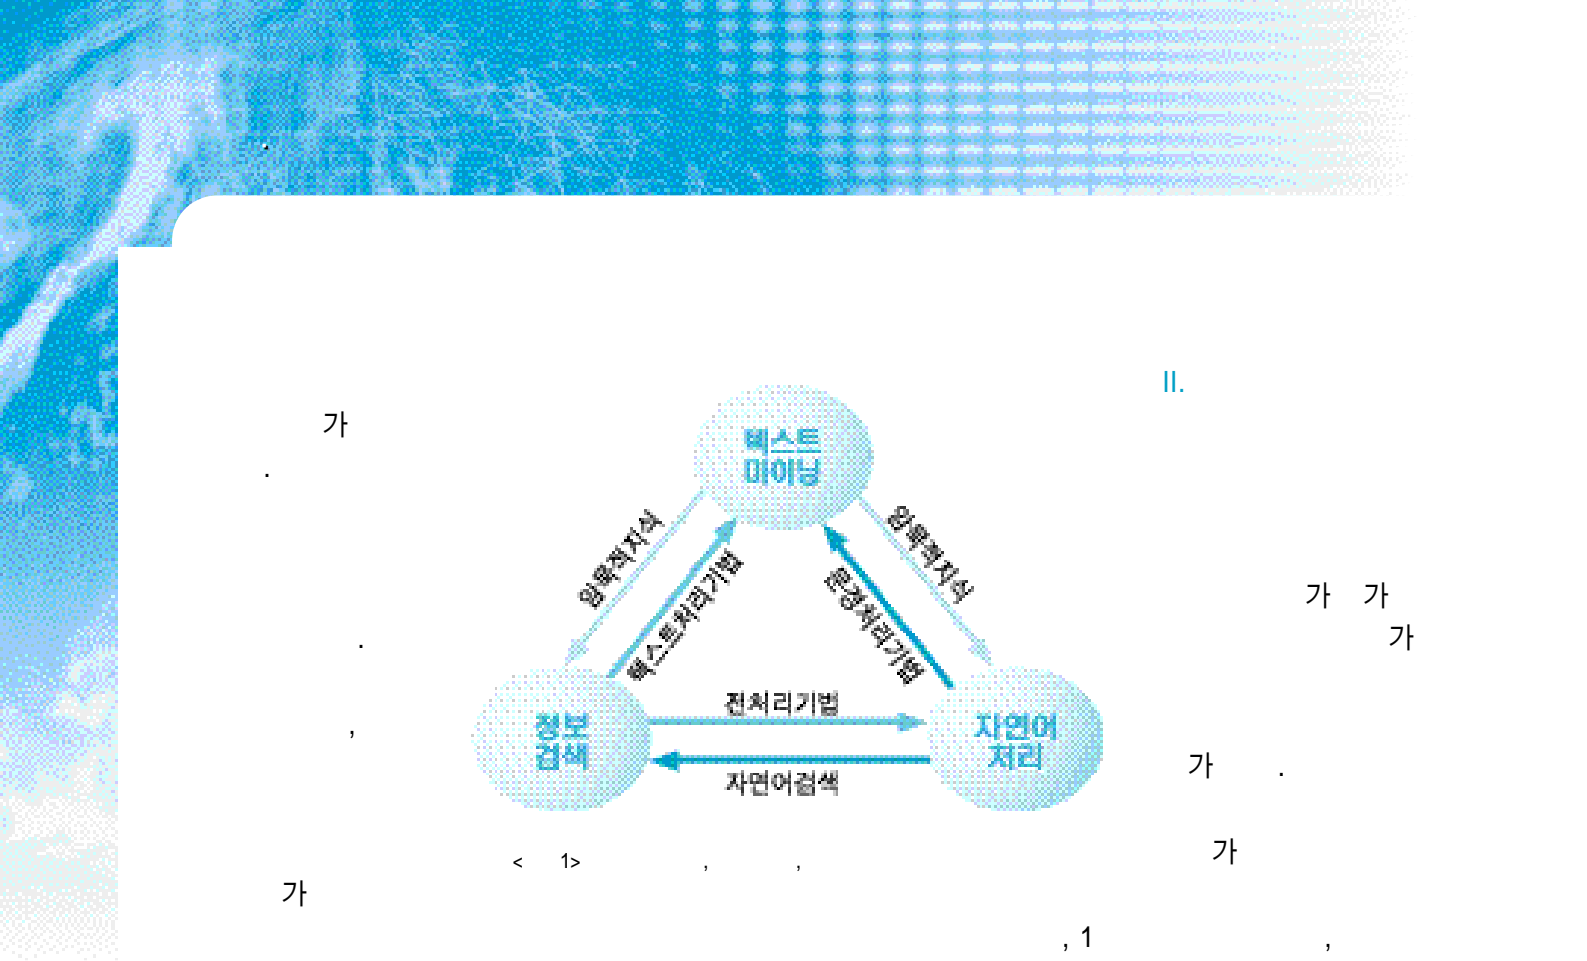 II.
가
.
텍스트
마이닝
암묵적지식
암묵적지식
텍스트처리기법
문장처리기법
가 가
가
.
전처리기법
정보
검색
자연어
처리
,
자연어검색
가 .
가
< 1> , ,
가
, 1 ,